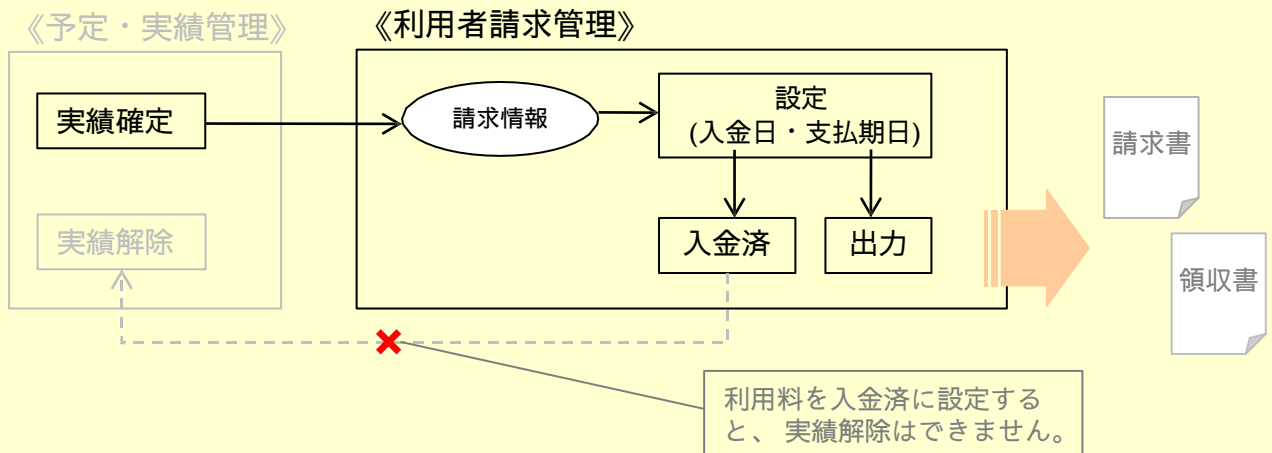 《予定・実績管理》
《利用者請求管理》
実績確定
請求情報
設定
(入金日・支払期日)
請求書
実績解除
入金済
出力
領収書
利用料を入金済に設定する
と、 実績解除はできません。